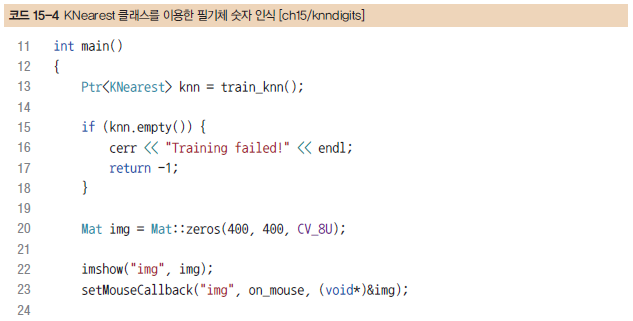 코드 15-4 KNearest 클래스를 이용한 필기체 숫자 인식 [ch15/knndigits]
11 int main()
12 {
13     Ptr<KNearest> knn = train_knn();
14
15     if (knn.empty()) {
16         cerr << "Training failed!" << endl;
17         return -1;
18     }
19
20     Mat img = Mat::zeros(400, 400, CV_8U);
21
22     imshow("img", img);
23     setMouseCallback("img", on_mouse, (void*)&img);
24